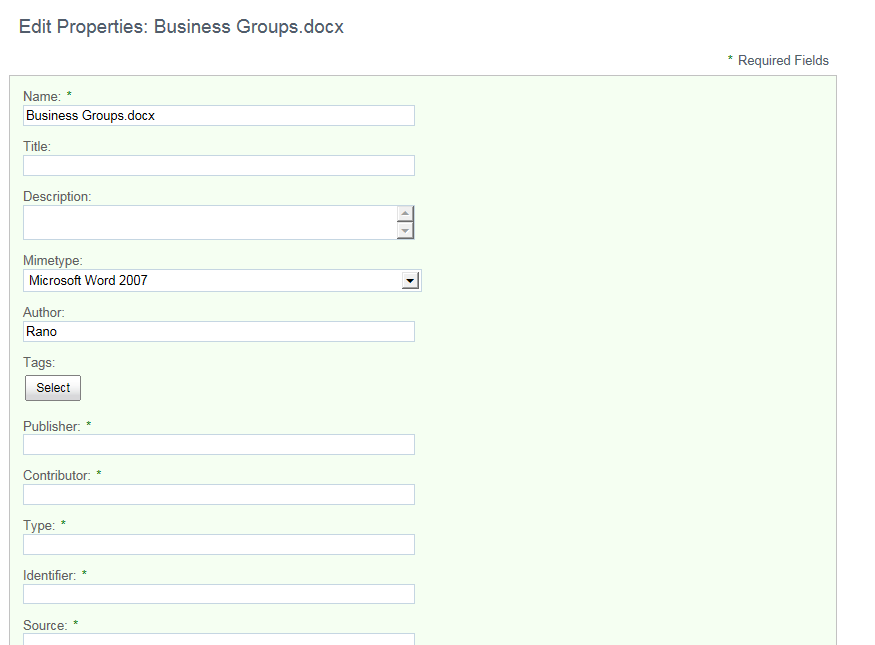 Edit Properties: Business Groups.docx
* Required Fields
Name: *
Business Groups.docx
Title:
Description:
Mimetype:
Microsoft Word 2007
Author:
Rano
Tags:
Select
Publisher: *
Contributor: *
Type: *
Identifier: *
Source: *